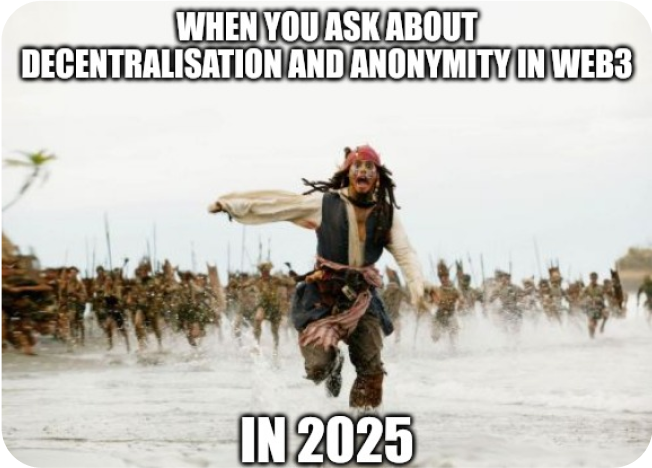 WHEN YOU ASK ABOUT
DECENTRALISATION AND ANONYMITY IN WEB3
IN 2025